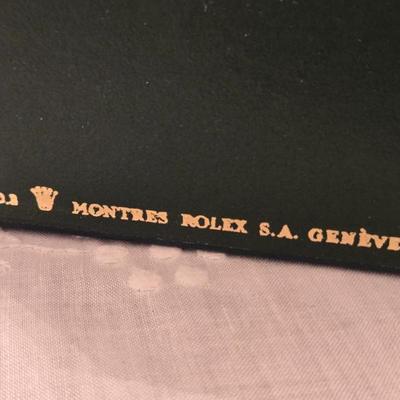 MONTRES ROLEX S.A. GENÈVE